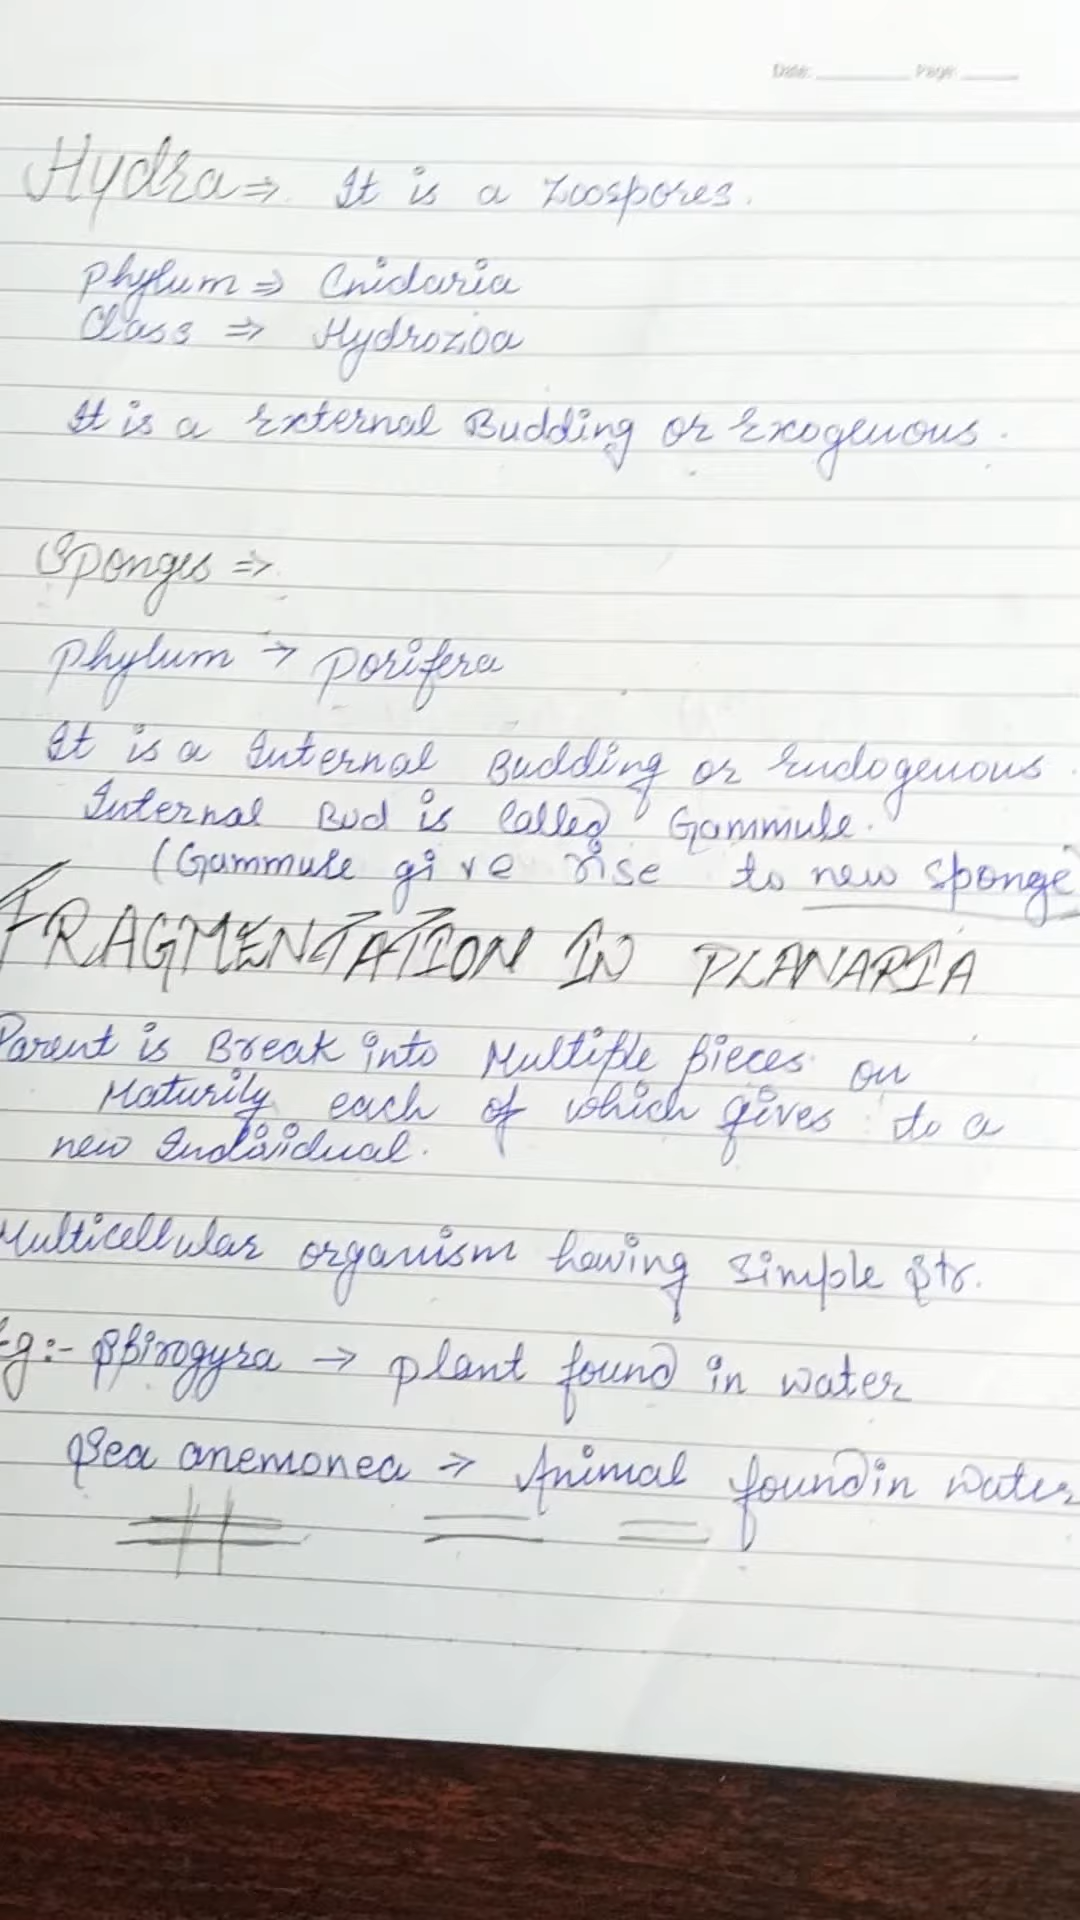 Date: Page:
Hydra ⇒ It is a Zoospores.
Phylum ⇒ Cnidaria
Class ⇒ Hydrozoa
It is a External Budding or Exogenous.
Sponges ⇒
Phylum → Porifera
It is a Internal Budding or Endogenous.
Internal Bud is Called Gammule.
(Gammule give rise to new sponge)
FRAGMENTATION IN PLANARIA
Parent is Break into Multiple pieces on
Maturily each of which gives to a
new Individual.
Multicellular organism having simple str.
Eg:- Spirogyra → plant found in water
Sea anemonea → Animal found in water